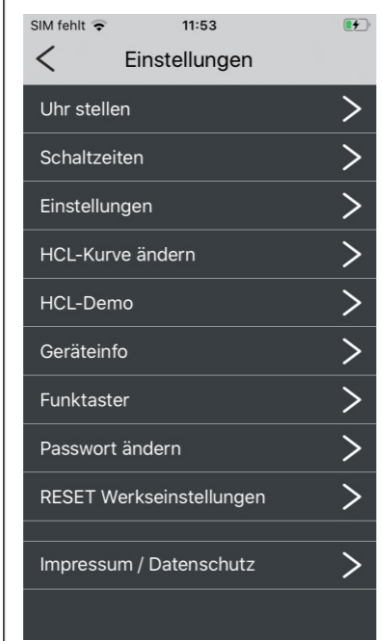 SIM fehlt 11:53
Einstellungen
Uhr stellen
Schaltzeiten
Einstellungen
HCL-Kurve ändern
HCL-Demo
Geräteinfo
Funktaster
Passwort ändern
RESET Werkseinstellungen
Impressum / Datenschutz